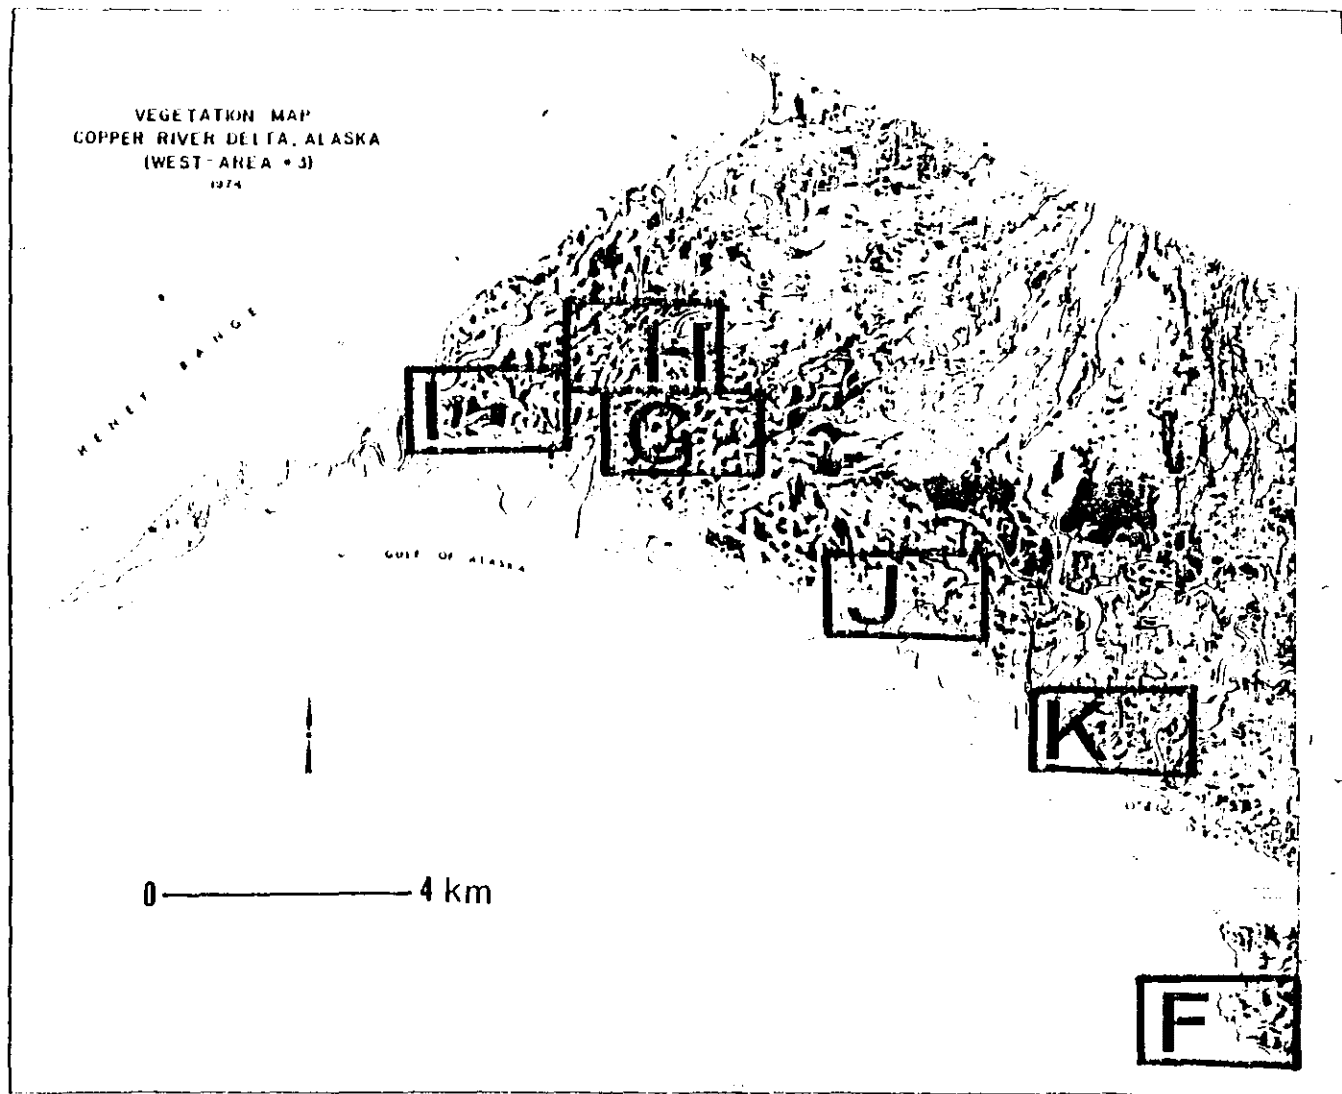 VEGETATION MAP
COPPER RIVER DELTA, ALASKA
(WEST-AREA #3)
1974
HENEY RANGE
H
I
G
GULF OF ALASKA
J
K
0 4 km
F